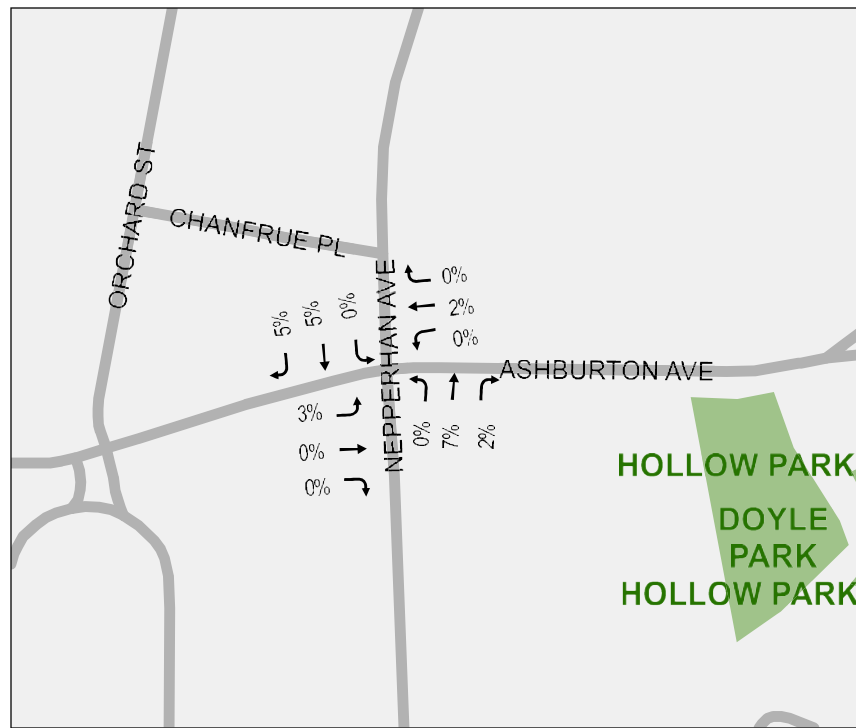 ORCHARD ST
CHANFRUE PL
NEPPERHAN AVE
0%
2%
0%
5%
5%
0%
ASHBURTON AVE
3%
0%
0%
0%
7%
2%
HOLLOW PARK
DOYLE
PARK
HOLLOW PARK